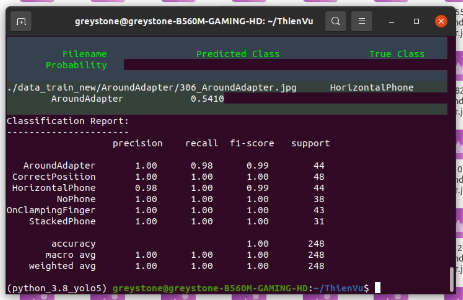 greystone@greystone-B560M-GAMING-HD: ~/ThienVu
Filename Predicted Class True Class
Probability
./data_train_new/AroundAdapter/306_AroundAdapter.jpg HorizontalPhone
AroundAdapter 0.5410
Classification Report:
----------------------
precision recall f1-score support
AroundAdapter 1.00 0.98 0.99 44
CorrectPosition 1.00 1.00 1.00 48
HorizontalPhone 0.98 1.00 0.99 44
NoPhone 1.00 1.00 1.00 38
OnClampingFinger 1.00 1.00 1.00 43
StackedPhone 1.00 1.00 1.00 31
accuracy 1.00 248
macro avg 1.00 1.00 1.00 248
weighted avg 1.00 1.00 1.00 248
(python_3.8_yolo5) greystone@greystone-B560M-GAMING-HD:~/ThienVu$